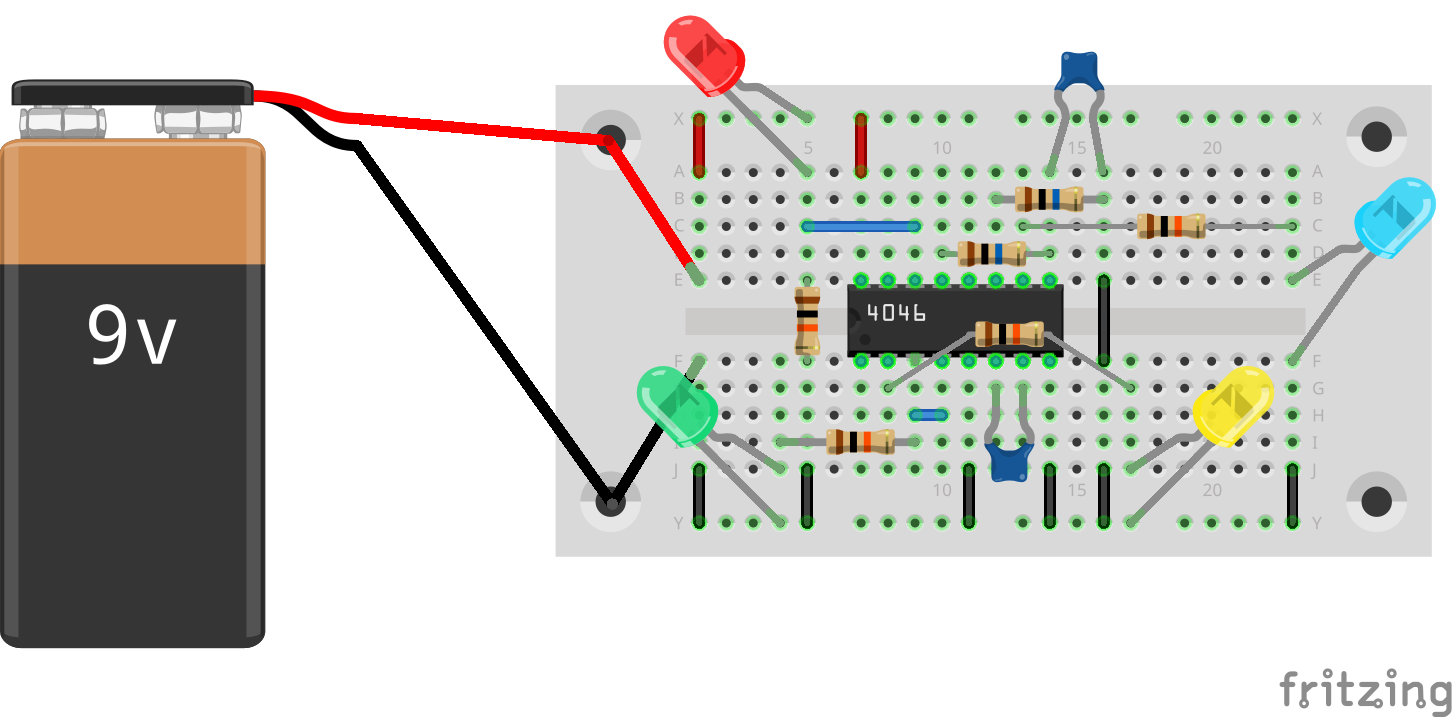 X 5 10 15 20 X
A A
B B
C C
D D
E E
4046
9v
F F
G G
H H
I I
J J
10 15 20
Y Y
fritzing